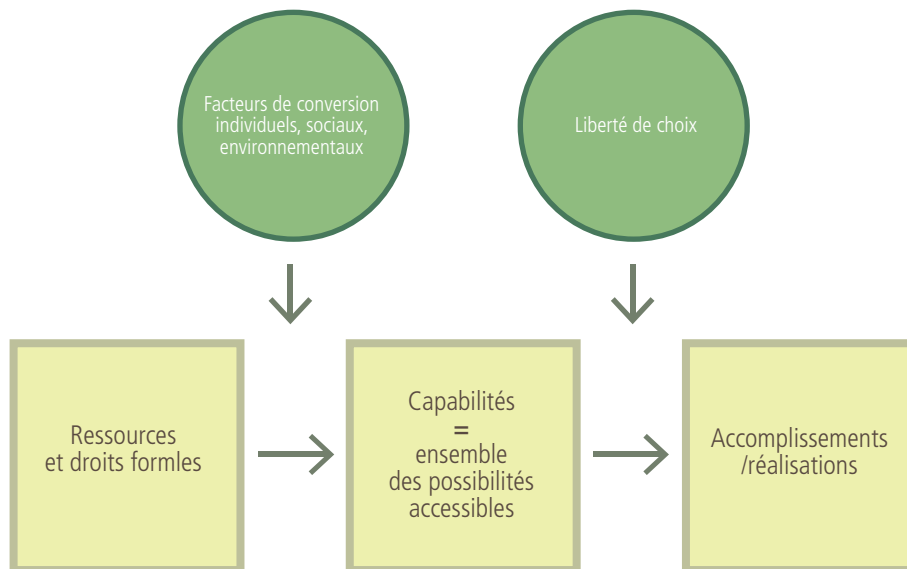 Facteurs de conversion
individuels, sociaux,
environnementaux
Liberté de choix
Ressources
et droits formles
Capabilités
=
ensemble
des possibilités
accessibles
Accomplissements
/réalisations